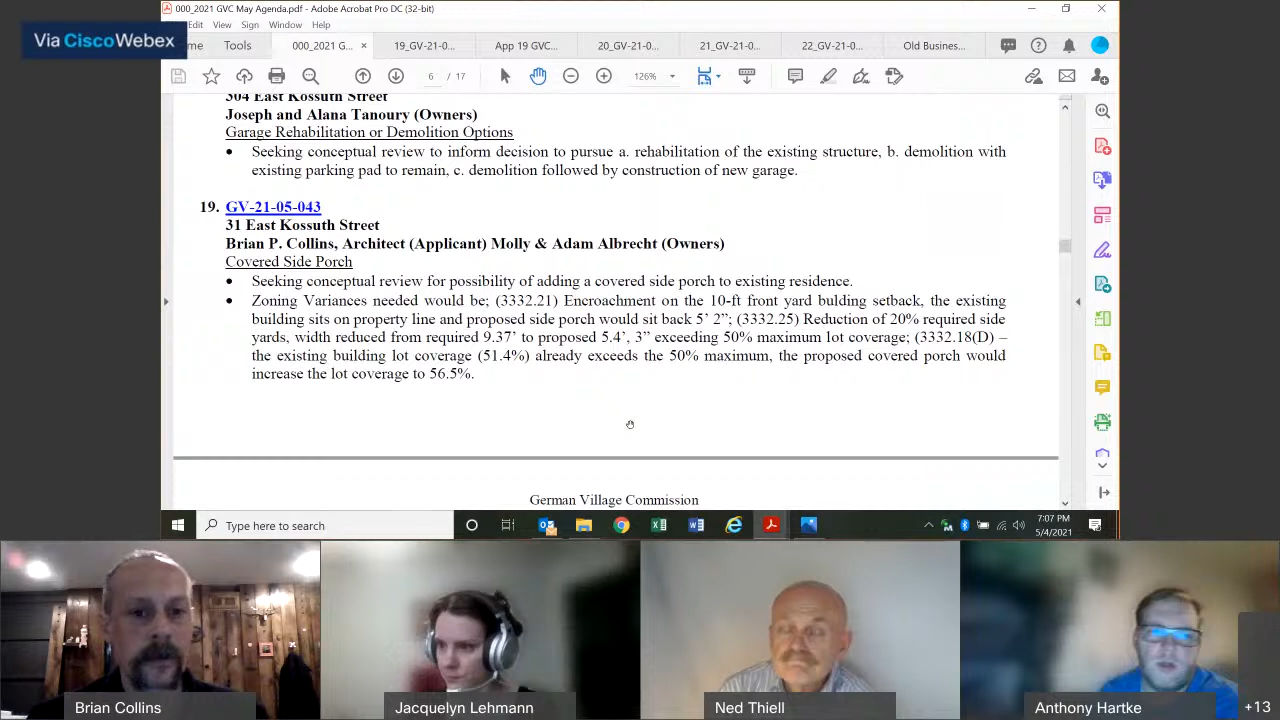 000_2021 GVC May Agenda.pdf - Adobe Acrobat Pro DC (32-bit)
Via CiscoWebex
Edit View Sign Window Help
me Tools 000_2021 G... × 19_GV-21-0... App 19 GVC... 20_GV-21-0... 21_GV-21-0... 22_GV-21-0... Old Busines...
6 / 17 126%
304 East Kossuth Street
Joseph and Alana Tanoury (Owners)
Garage Rehabilitation or Demolition Options
• Seeking conceptual review to inform decision to pursue a. rehabilitation of the existing structure, b. demolition with
existing parking pad to remain, c. demolition followed by construction of new garage.
19. GV-21-05-043
31 East Kossuth Street
Brian P. Collins, Architect (Applicant) Molly & Adam Albrecht (Owners)
Covered Side Porch
• Seeking conceptual review for possibility of adding a covered side porch to existing residence.
• Zoning Variances needed would be; (3332.21) Encroachment on the 10-ft front yard bulding setback, the existing
building sits on property line and proposed side porch would sit back 5' 2"; (3332.25) Reduction of 20% required side
yards, width reduced from required 9.37' to proposed 5.4', 3" exceeding 50% maximum lot coverage; (3332.18(D) –
the existing building lot coverage (51.4%) already exceeds the 50% maximum, the proposed covered porch would
increase the lot coverage to 56.5%.
German Village Commission
Type here to search
7:07 PM
5/4/2021
Brian Collins
Jacquelyn Lehmann
Ned Thiell
Anthony Hartke
+13